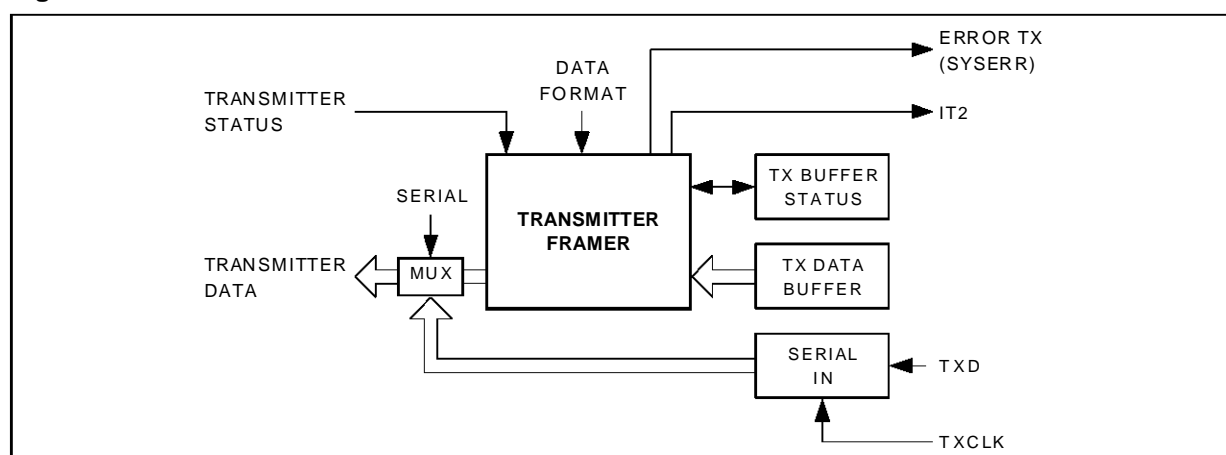 ERROR TX
(SYSERR)
DATA
FORMAT
TRANSMITTER
STATUS
IT2
TX BUFFER
STATUS
SERIAL
TRANSMITTER
FRAMER
TRANSMITTER
DATA
MUX
TX DATA
BUFFER
SERIAL
IN
TXD
TXCLK